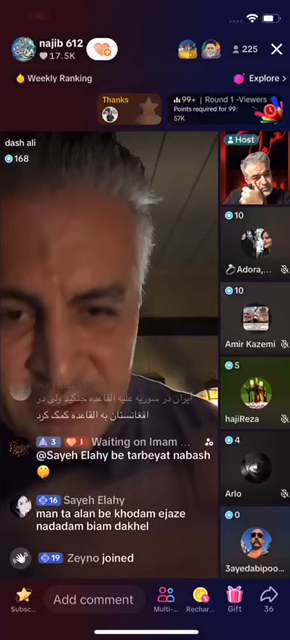 najib 612
17.5K
225
Weekly Ranking
Explore >
Thanks
99+ | Round 1 -Viewers
Points required for 99:
57K
dash ali
168
Host
10
Adora,...
10
Amir Kazemi
5
hajiReza
4
Arlo
0
3ayedabipoo...
ایران در سوریه علیه القاعده جنگید ولی در
افغانستان به القاعده کمک کرد
3 1 Waiting on Imam ...
@Sayeh Elahy be tarbeyat nabash
16 Sayeh Elahy
man ta alan be khodam ejaze
nadadam biam dakhel
19 Zeyno joined
Subsc...
Add comment
Multi-...
Rechar...
Gift
36